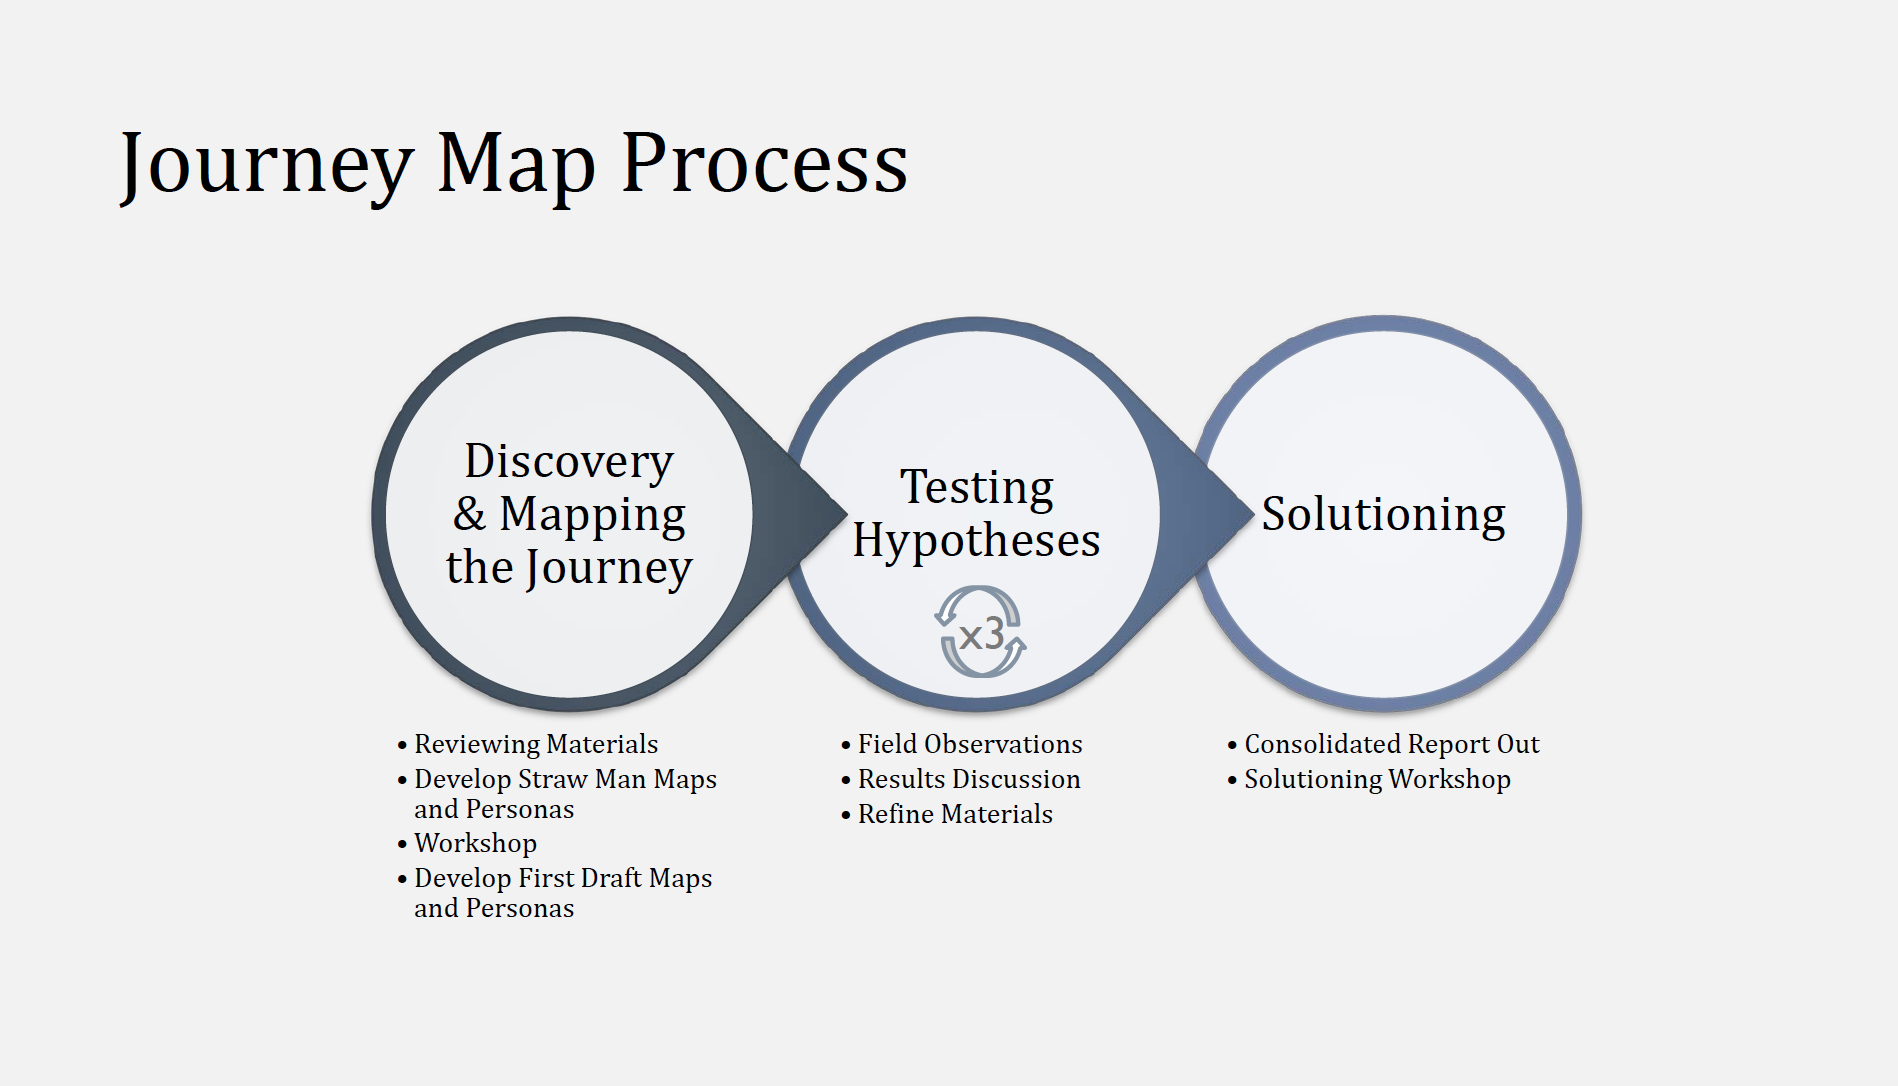 Journey Map Process
Discovery
& Mapping
the Journey
Testing
Hypotheses
x3
Solutioning
• Reviewing Materials
• Develop Straw Man Maps
and Personas
• Workshop
• Develop First Draft Maps
and Personas
• Field Observations
• Results Discussion
• Refine Materials
• Consolidated Report Out
• Solutioning Workshop